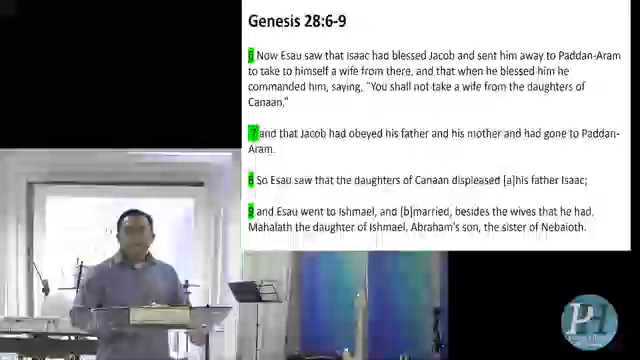 Genesis 28:6-9
6 Now Esau saw that Isaac had blessed Jacob and sent him away to Paddan-Aram
to take to himself a wife from there, and that when he blessed him he
commanded him, saying, "You shall not take a wife from the daughters of
Canaan,"
7 and that Jacob had obeyed his father and his mother and had gone to Paddan-
Aram.
8 So Esau saw that the daughters of Canaan displeased [a]his father Isaac;
9 and Esau went to Ishmael, and [b]married, besides the wives that he had,
Mahalath the daughter of Ishmael, Abraham's son, the sister of Nebaioth.